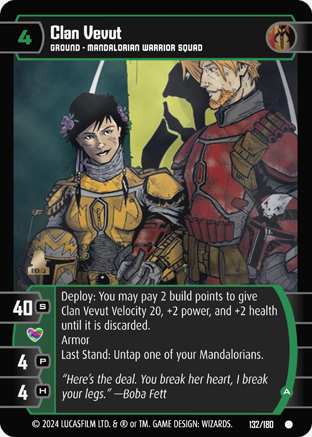 4
Clan Vevut
GROUND - MANDALORIAN WARRIOR SQUAD
40 S
4 P
4 H
Deploy: You may pay 2 build points to give
Clan Vevut Velocity 20, +2 power, and +2 health
until it is discarded.
Armor
Last Stand: Untap one of your Mandalorians.
"Here's the deal. You break her heart, I break
your legs." —Boba Fett
A
© 2024 LUCASFILM LTD. ® or TM. GAME DESIGN: WIZARDS.
132/180